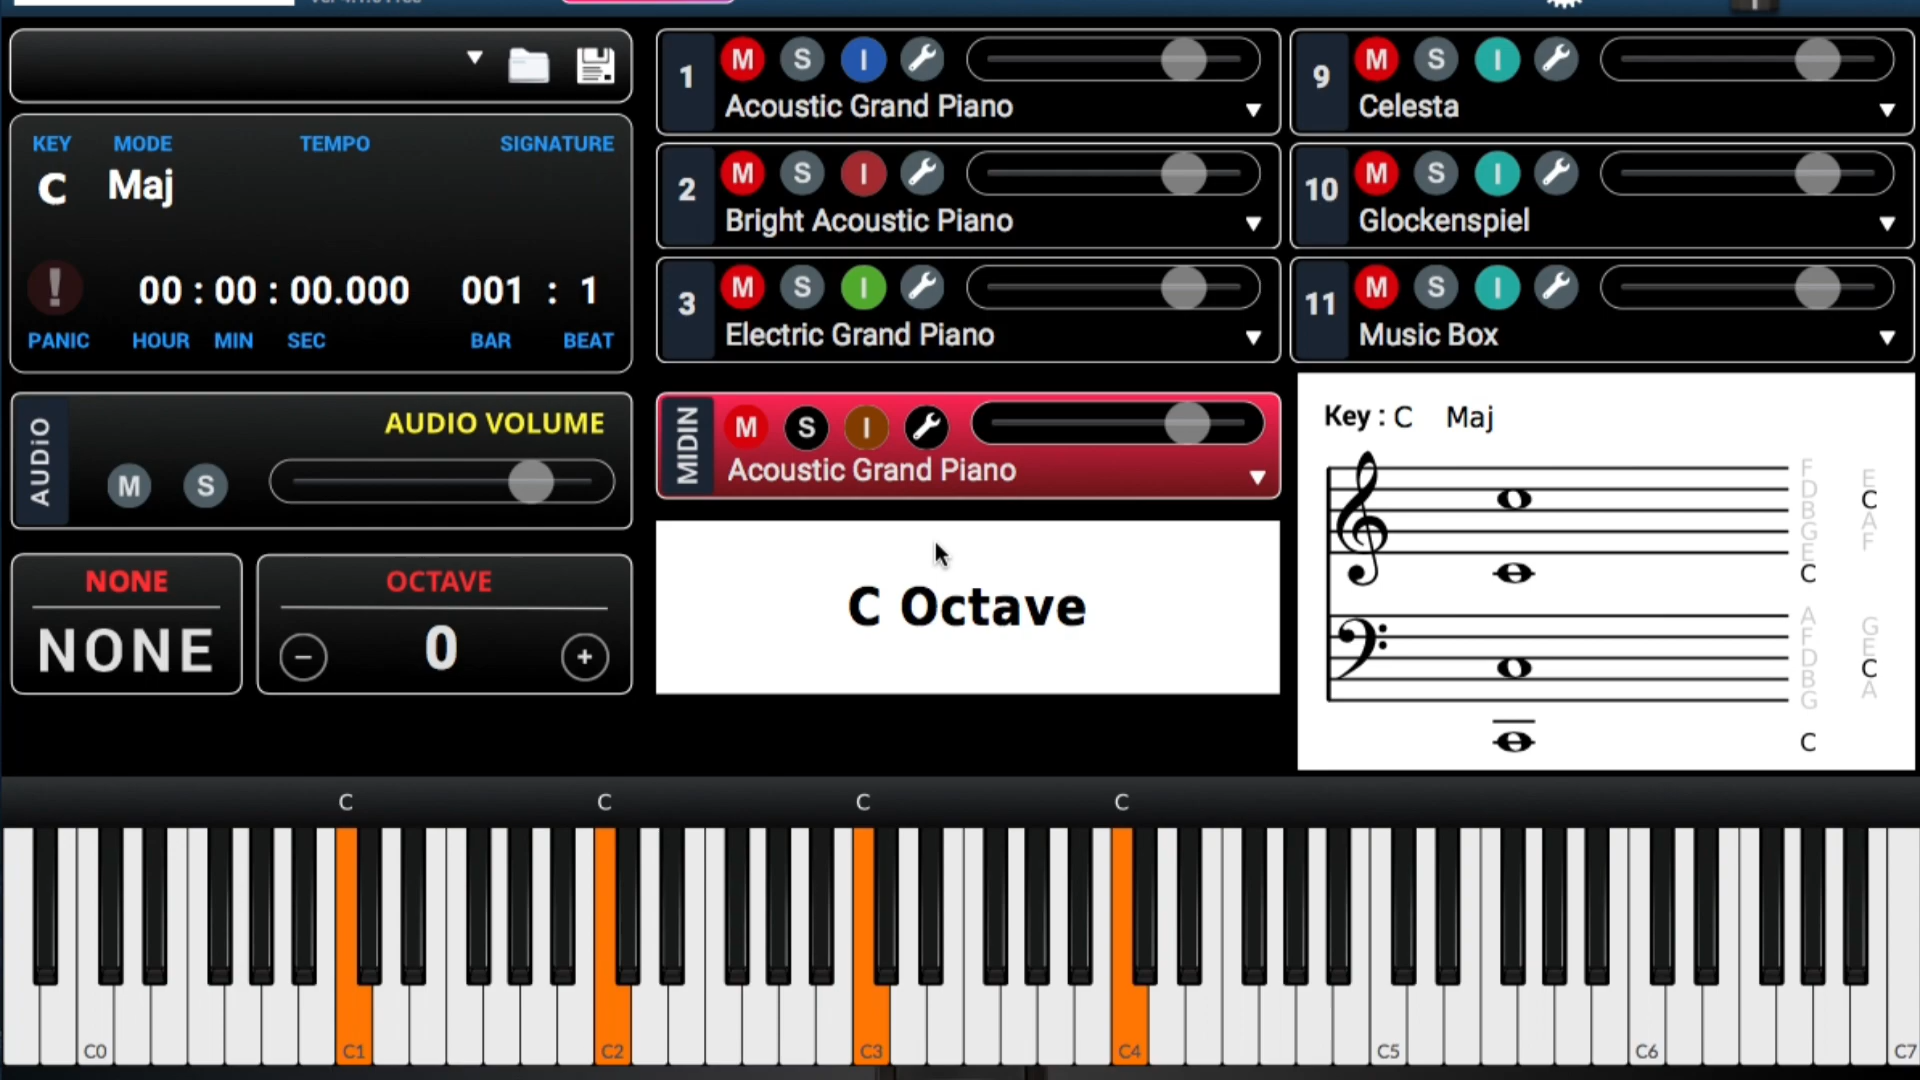 1 M S I
Acoustic Grand Piano
2 M S I
Bright Acoustic Piano
3 M S I
Electric Grand Piano
9 M S I
Celesta
10 M S I
Glockenspiel
11 M S I
Music Box
KEY MODE TEMPO SIGNATURE
C Maj
! 00 : 00 : 00.000 001 : 1
PANIC HOUR MIN SEC BAR BEAT
AUDiO
AUDIO VOLUME
M S
MIDIN
M S I
Acoustic Grand Piano
NONE
NONE
OCTAVE
− 0 +
C Octave
Key : C Maj
F
E
D
C
B
A
G
F
E
C
A
G
F
E
D
C
B
A
G
C
C C C C
C0 C1 C2 C3 C4 C5 C6 C7